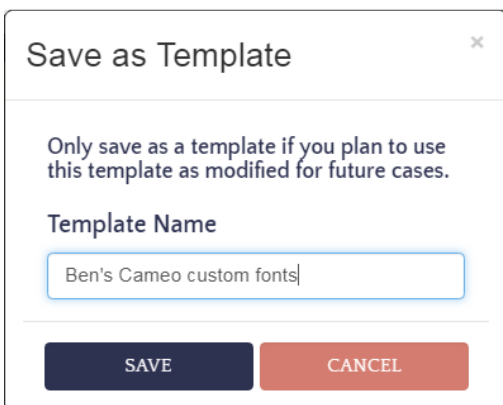 Save as Template
×
Only save as a template if you plan to use
this template as modified for future cases.
Template Name
Ben's Cameo custom fonts
SAVE
CANCEL